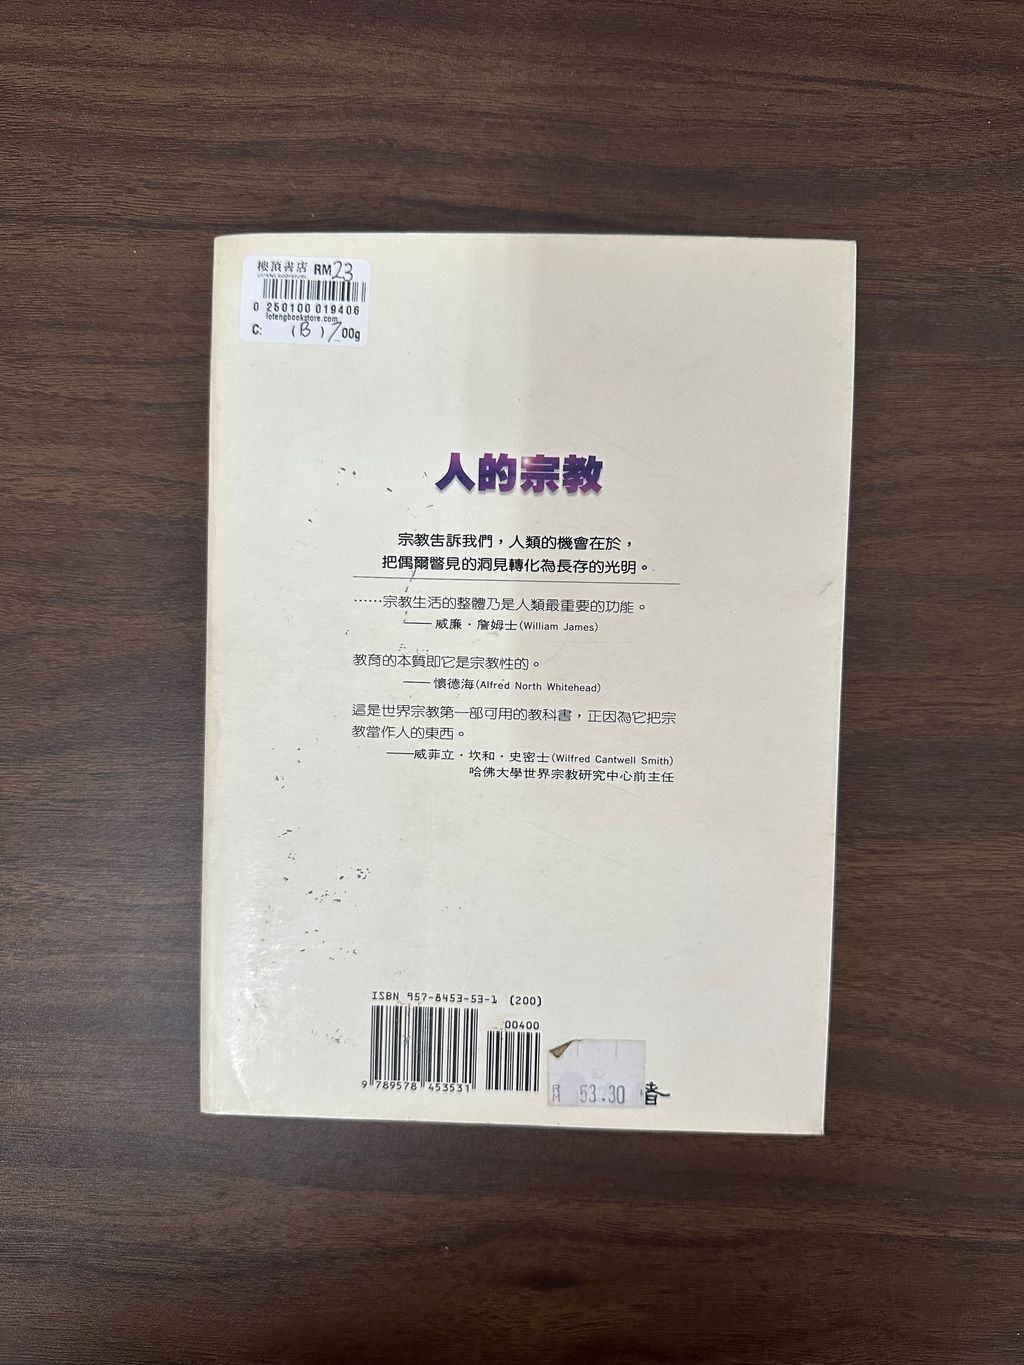 樓頂書店 RM23
LOTENG BOOKSTORE
0 250100 019406
lotengbookstore.com
C: (B) 700g
人的宗教
宗教告訴我們，人類的機會在於，
把偶爾瞥見的洞見轉化為長存的光明。
……宗教生活的整體乃是人類最重要的功能。
——威廉・詹姆士(William James)
教育的本質即它是宗教性的。
——懷德海(Alfred North Whitehead)
這是世界宗教第一部可用的教科書，正因為它把宗
教當作人的東西。
——威菲立・坎和・史密士(Wilfred Cantwell Smith)
哈佛大學世界宗教研究中心前主任
ISBN 957-8453-53-1 (200)
00400
9 789578 453531
RM 53.30